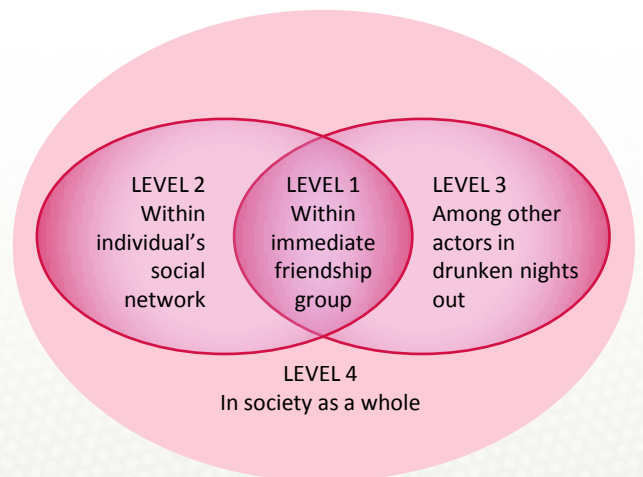 LEVEL 2
Within
individual’s
social
network
LEVEL 1
Within
immediate
friendship
group
LEVEL 3
Among other
actors in
drunken nights
out
LEVEL 4
In society as a whole